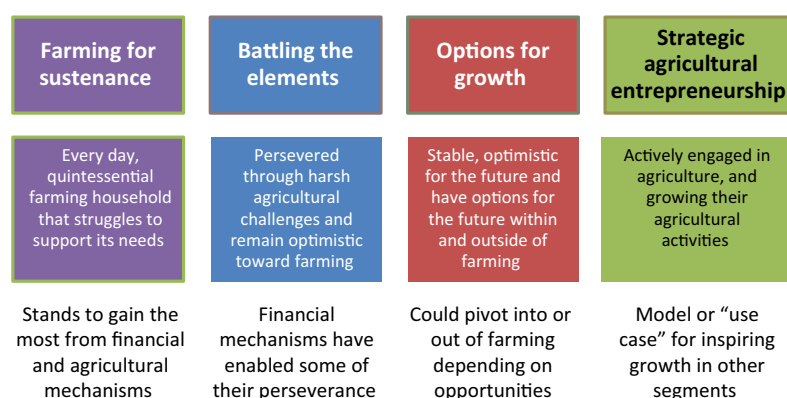 Farming for
sustenance
Battling the
elements
Options for
growth
Strategic
agricultural
entrepreneurship
Every day,
quintessential
farming household
that struggles to
support its needs
Persevered
through harsh
agricultural
challenges and
remain optimistic
toward farming
Stable, optimistic
for the future and
have options for
the future within
and outside of
farming
Actively engaged in
agriculture, and
growing their
agricultural
activities
Stands to gain the
most from financial
and agricultural
mechanisms
Financial
mechanisms have
enabled some of
their perseverance
Could pivot into or
out of farming
depending on
opportunities
Model or “use
case” for inspiring
growth in other
segments